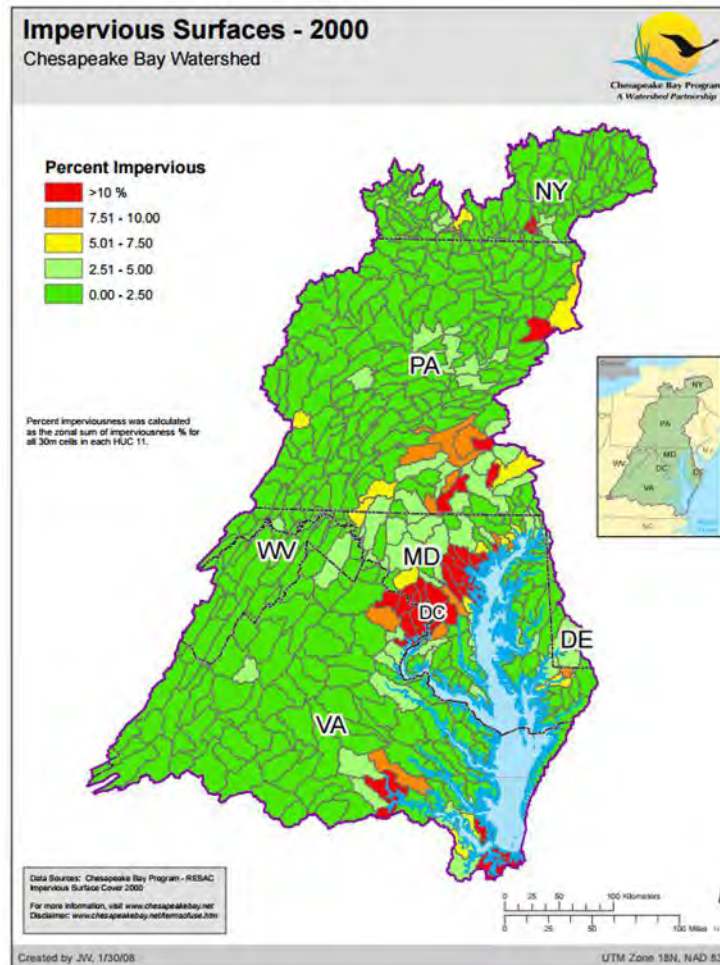 Impervious Surfaces - 2000
Chesapeake Bay Watershed
Chesapeake Bay Program
A Watershed Partnership
Percent Impervious
>10 %
7.51 - 10.00
5.01 - 7.50
2.51 - 5.00
0.00 - 2.50
NY
PA
Percent imperviousness was calculated
as the zonal sum of imperviousness % for
all 30m cells in each HUC 11.
NY
PA
MD
WV
DC
DE
VA
NC
WV
MD
DC
DE
VA
Data Sources: Chesapeake Bay Program - RESAC
Impervious Surface Cover 2000
For more information, visit www.chesapeakebay.net
Disclaimer: www.chesapeakebay.net/termsofuse.htm
0 25 50 100 Kilometers
0 25 50 100 Miles
Created by JW, 1/30/08
UTM Zone 18N, NAD 83